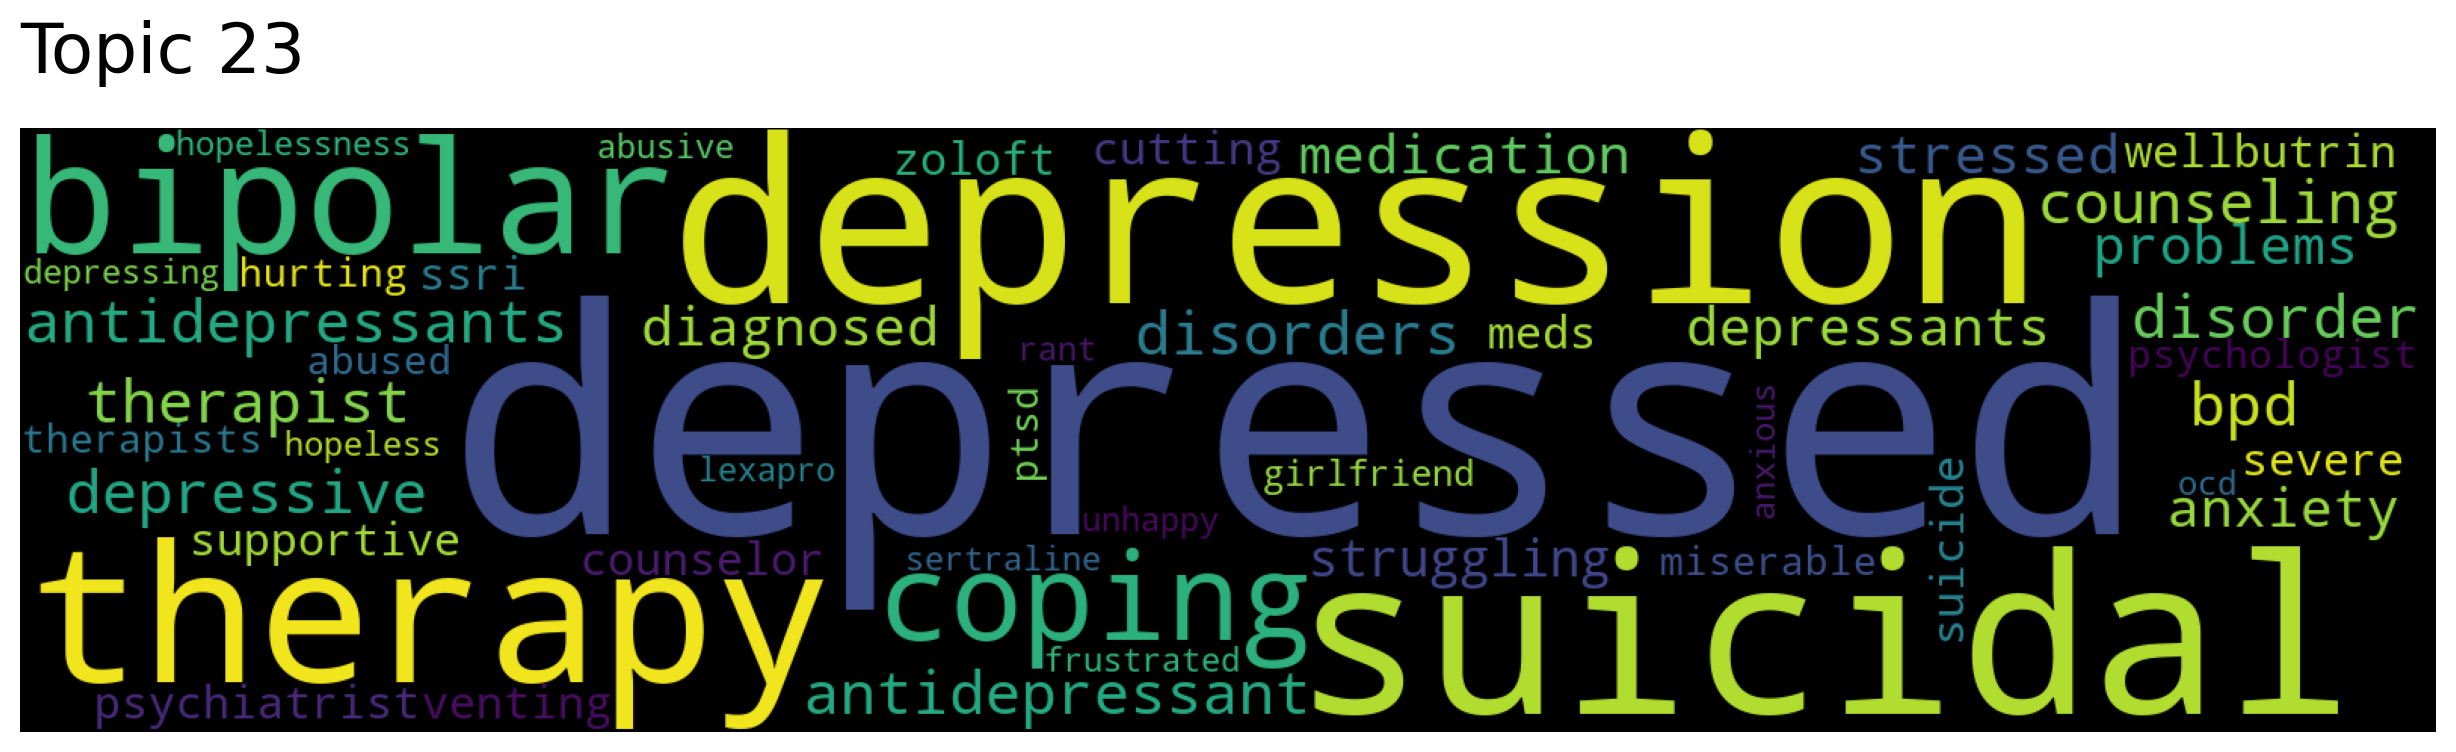 Topic 23
hopelessness
abusive
zoloft
cutting
medication
stressed
wellbutrin
bipolar
depression
counseling
problems
depressing
hurting
ssri
antidepressants
diagnosed
disorders
meds
depressants
disorder
abused
rant
psychologist
therapist
depressed
ptsd
anxious
bpd
therapists
hopeless
lexapro
girlfriend
severe
ocd
depressive
anxiety
unhappy
suicide
supportive
counselor
sertraline
struggling
miserable
therapy
coping
suicidal
frustrated
psychiatrist
venting
antidepressant